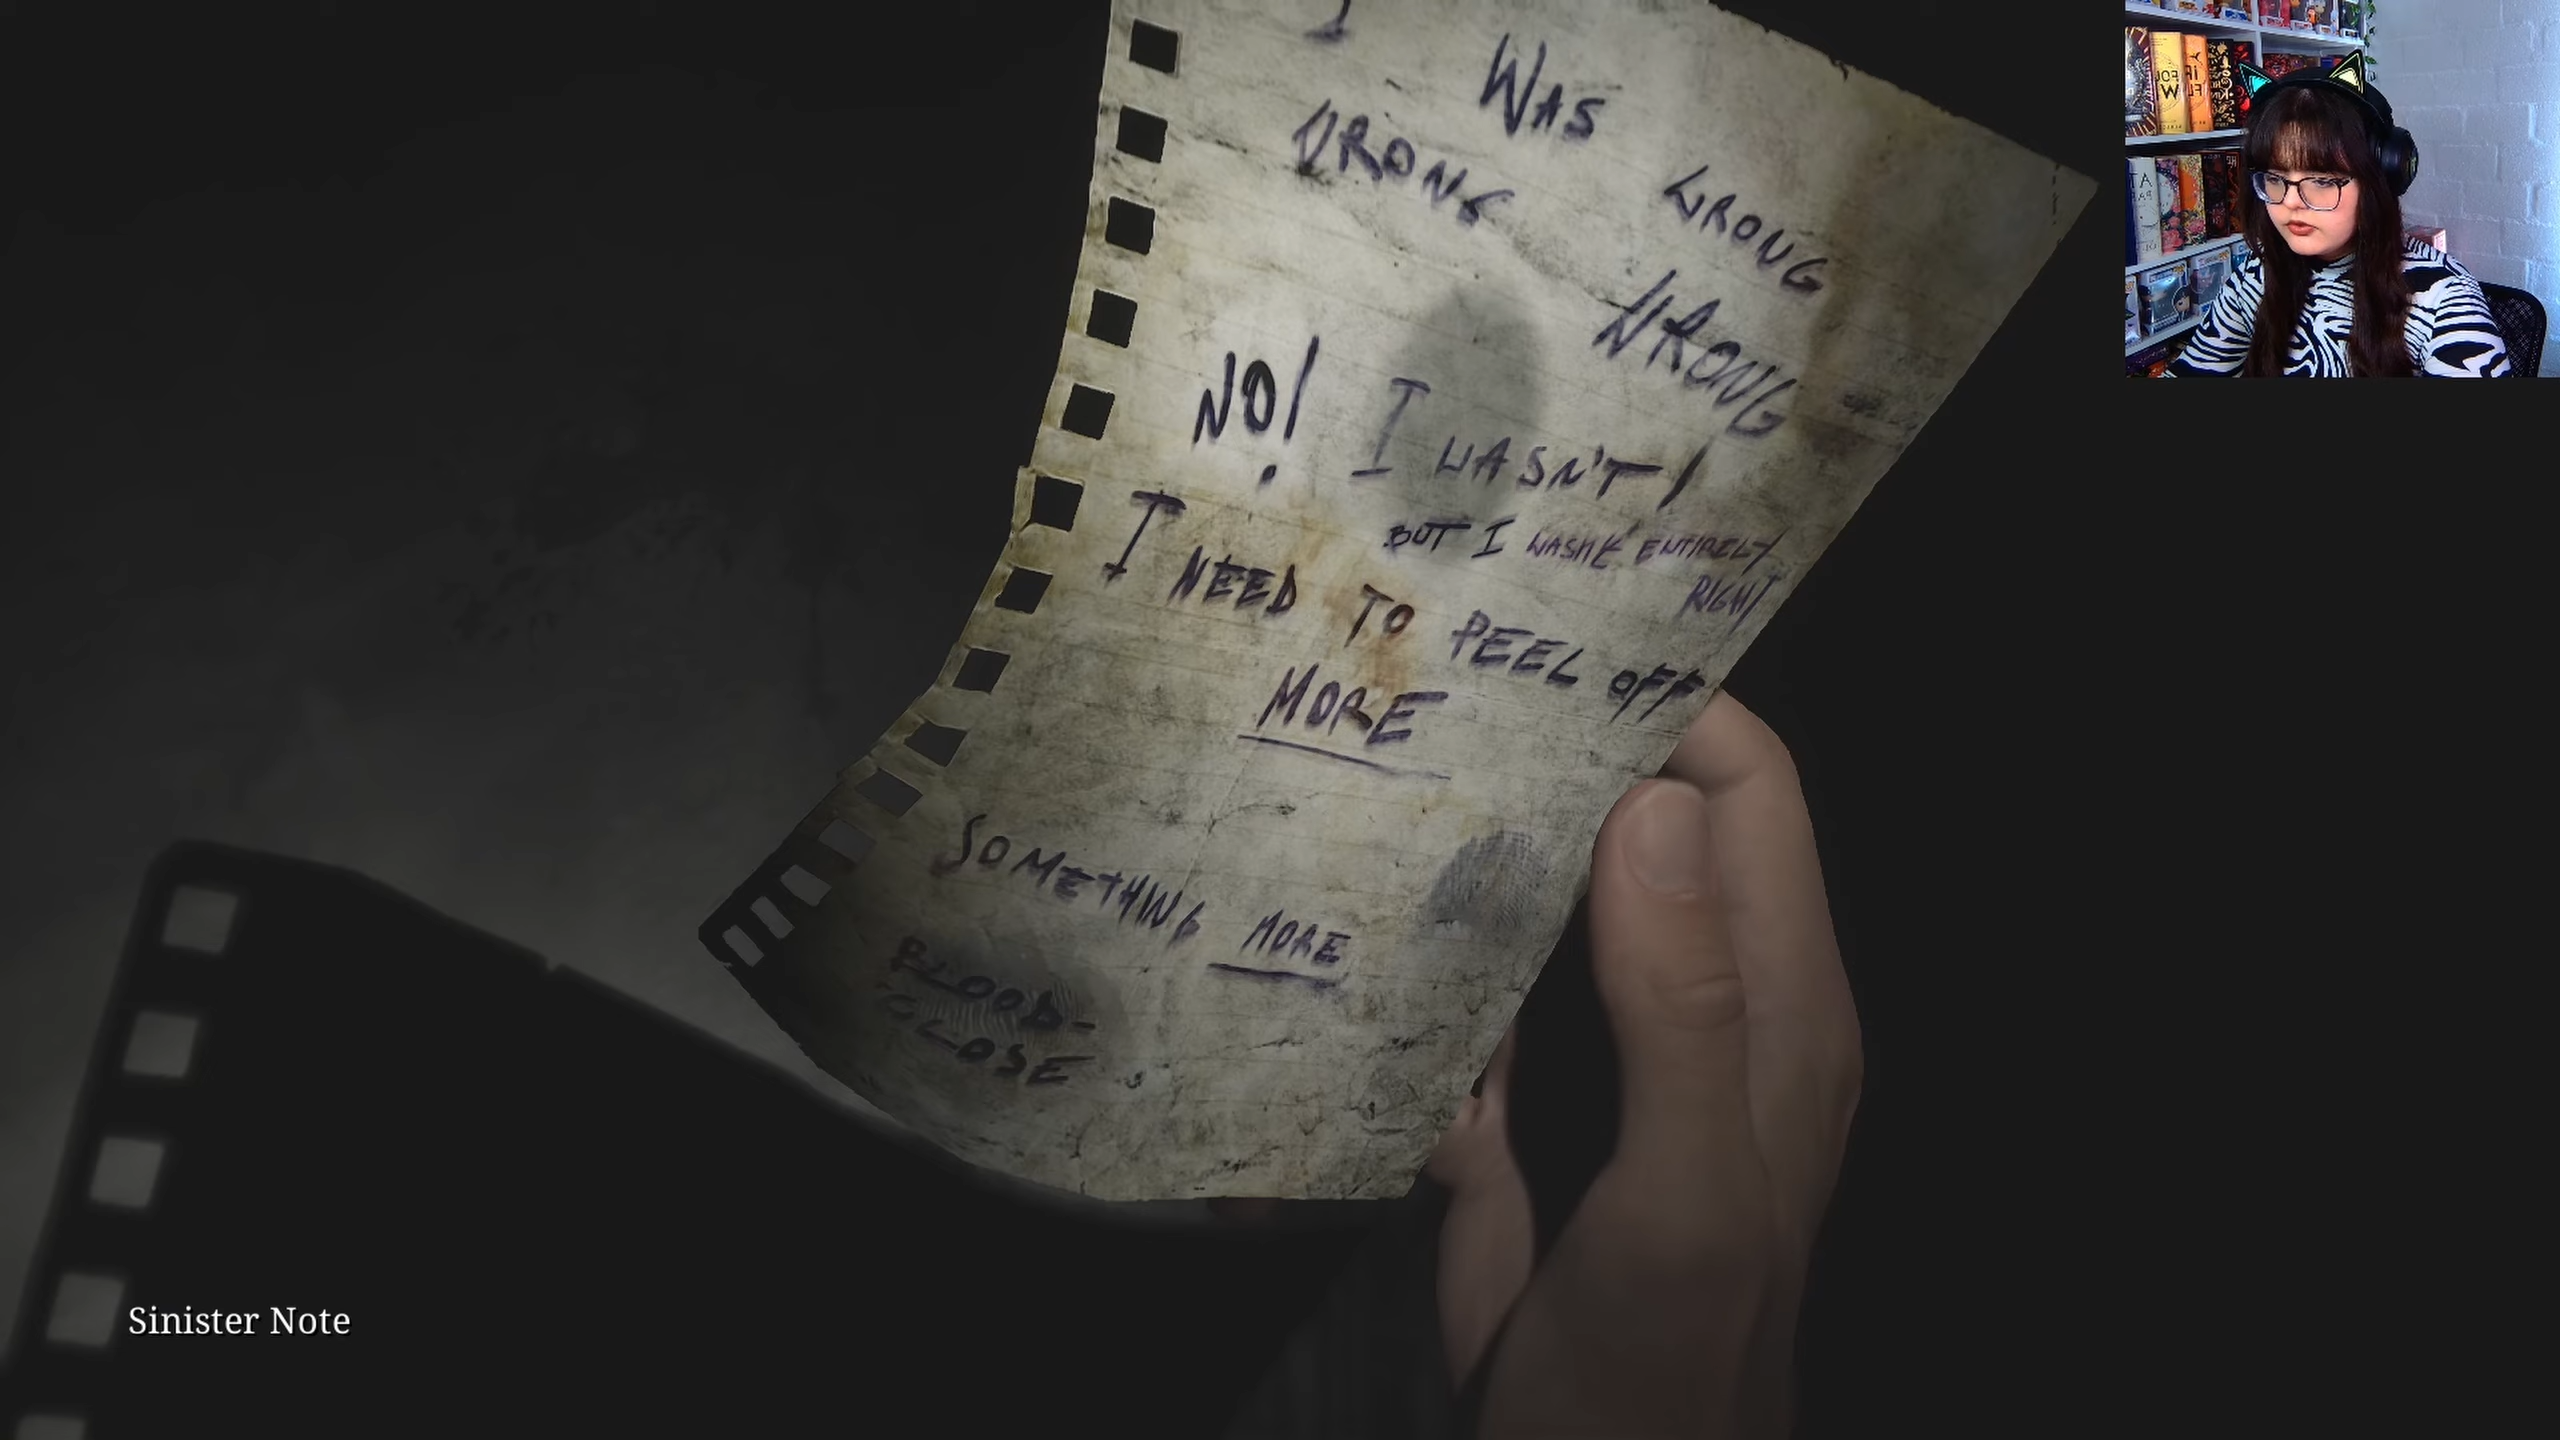 I WAS WRONG
WRONG
WRONG
NO! I WASN'T!
BUT I WASN'T ENTIRELY
RIGHT
I NEED TO PEEL OFF
MORE
SOMETHING MORE
BLOOD-
CLOSE
Sinister Note